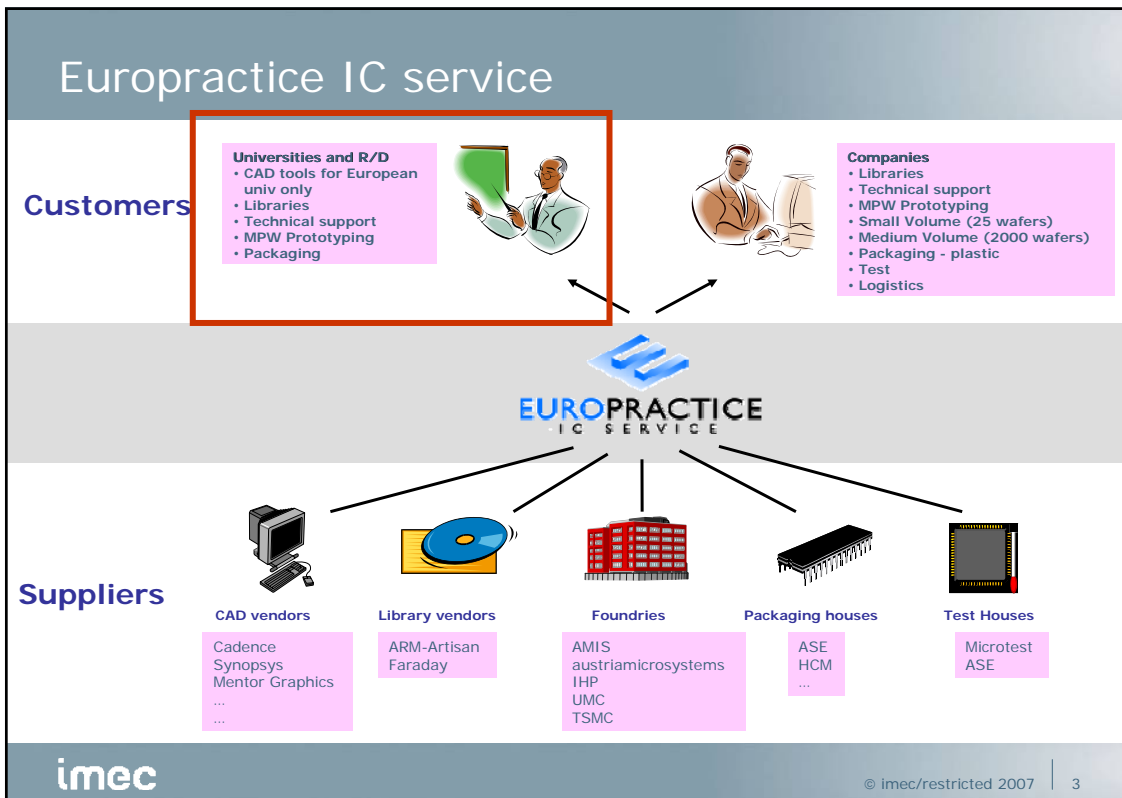 Europractice IC service
Customers
Universities and R/D
• CAD tools for European
univ only
• Libraries
• Technical support
• MPW Prototyping
• Packaging
Companies
• Libraries
• Technical support
• MPW Prototyping
• Small Volume (25 wafers)
• Medium Volume (2000 wafers)
• Packaging - plastic
• Test
• Logistics
EUROPRACTICE
IC SERVICE
Suppliers
CAD vendors
Cadence
Synopsys
Mentor Graphics
...
...
Library vendors
ARM-Artisan
Faraday
Foundries
AMIS
austriamicrosystems
IHP
UMC
TSMC
Packaging houses
ASE
HCM
...
Test Houses
Microtest
ASE
imec
© imec/restricted 2007
3